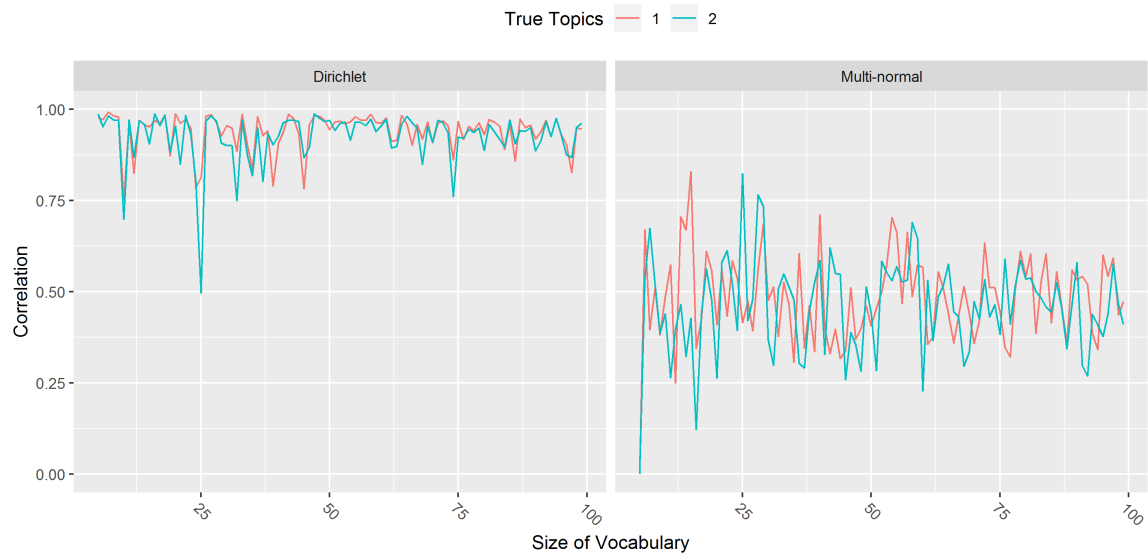 True Topics 1 2
Dirichlet Multi-normal
1.00
0.75
0.50
0.25
0.00
Correlation
25 50 75 100 25 50 75 100
Size of Vocabulary